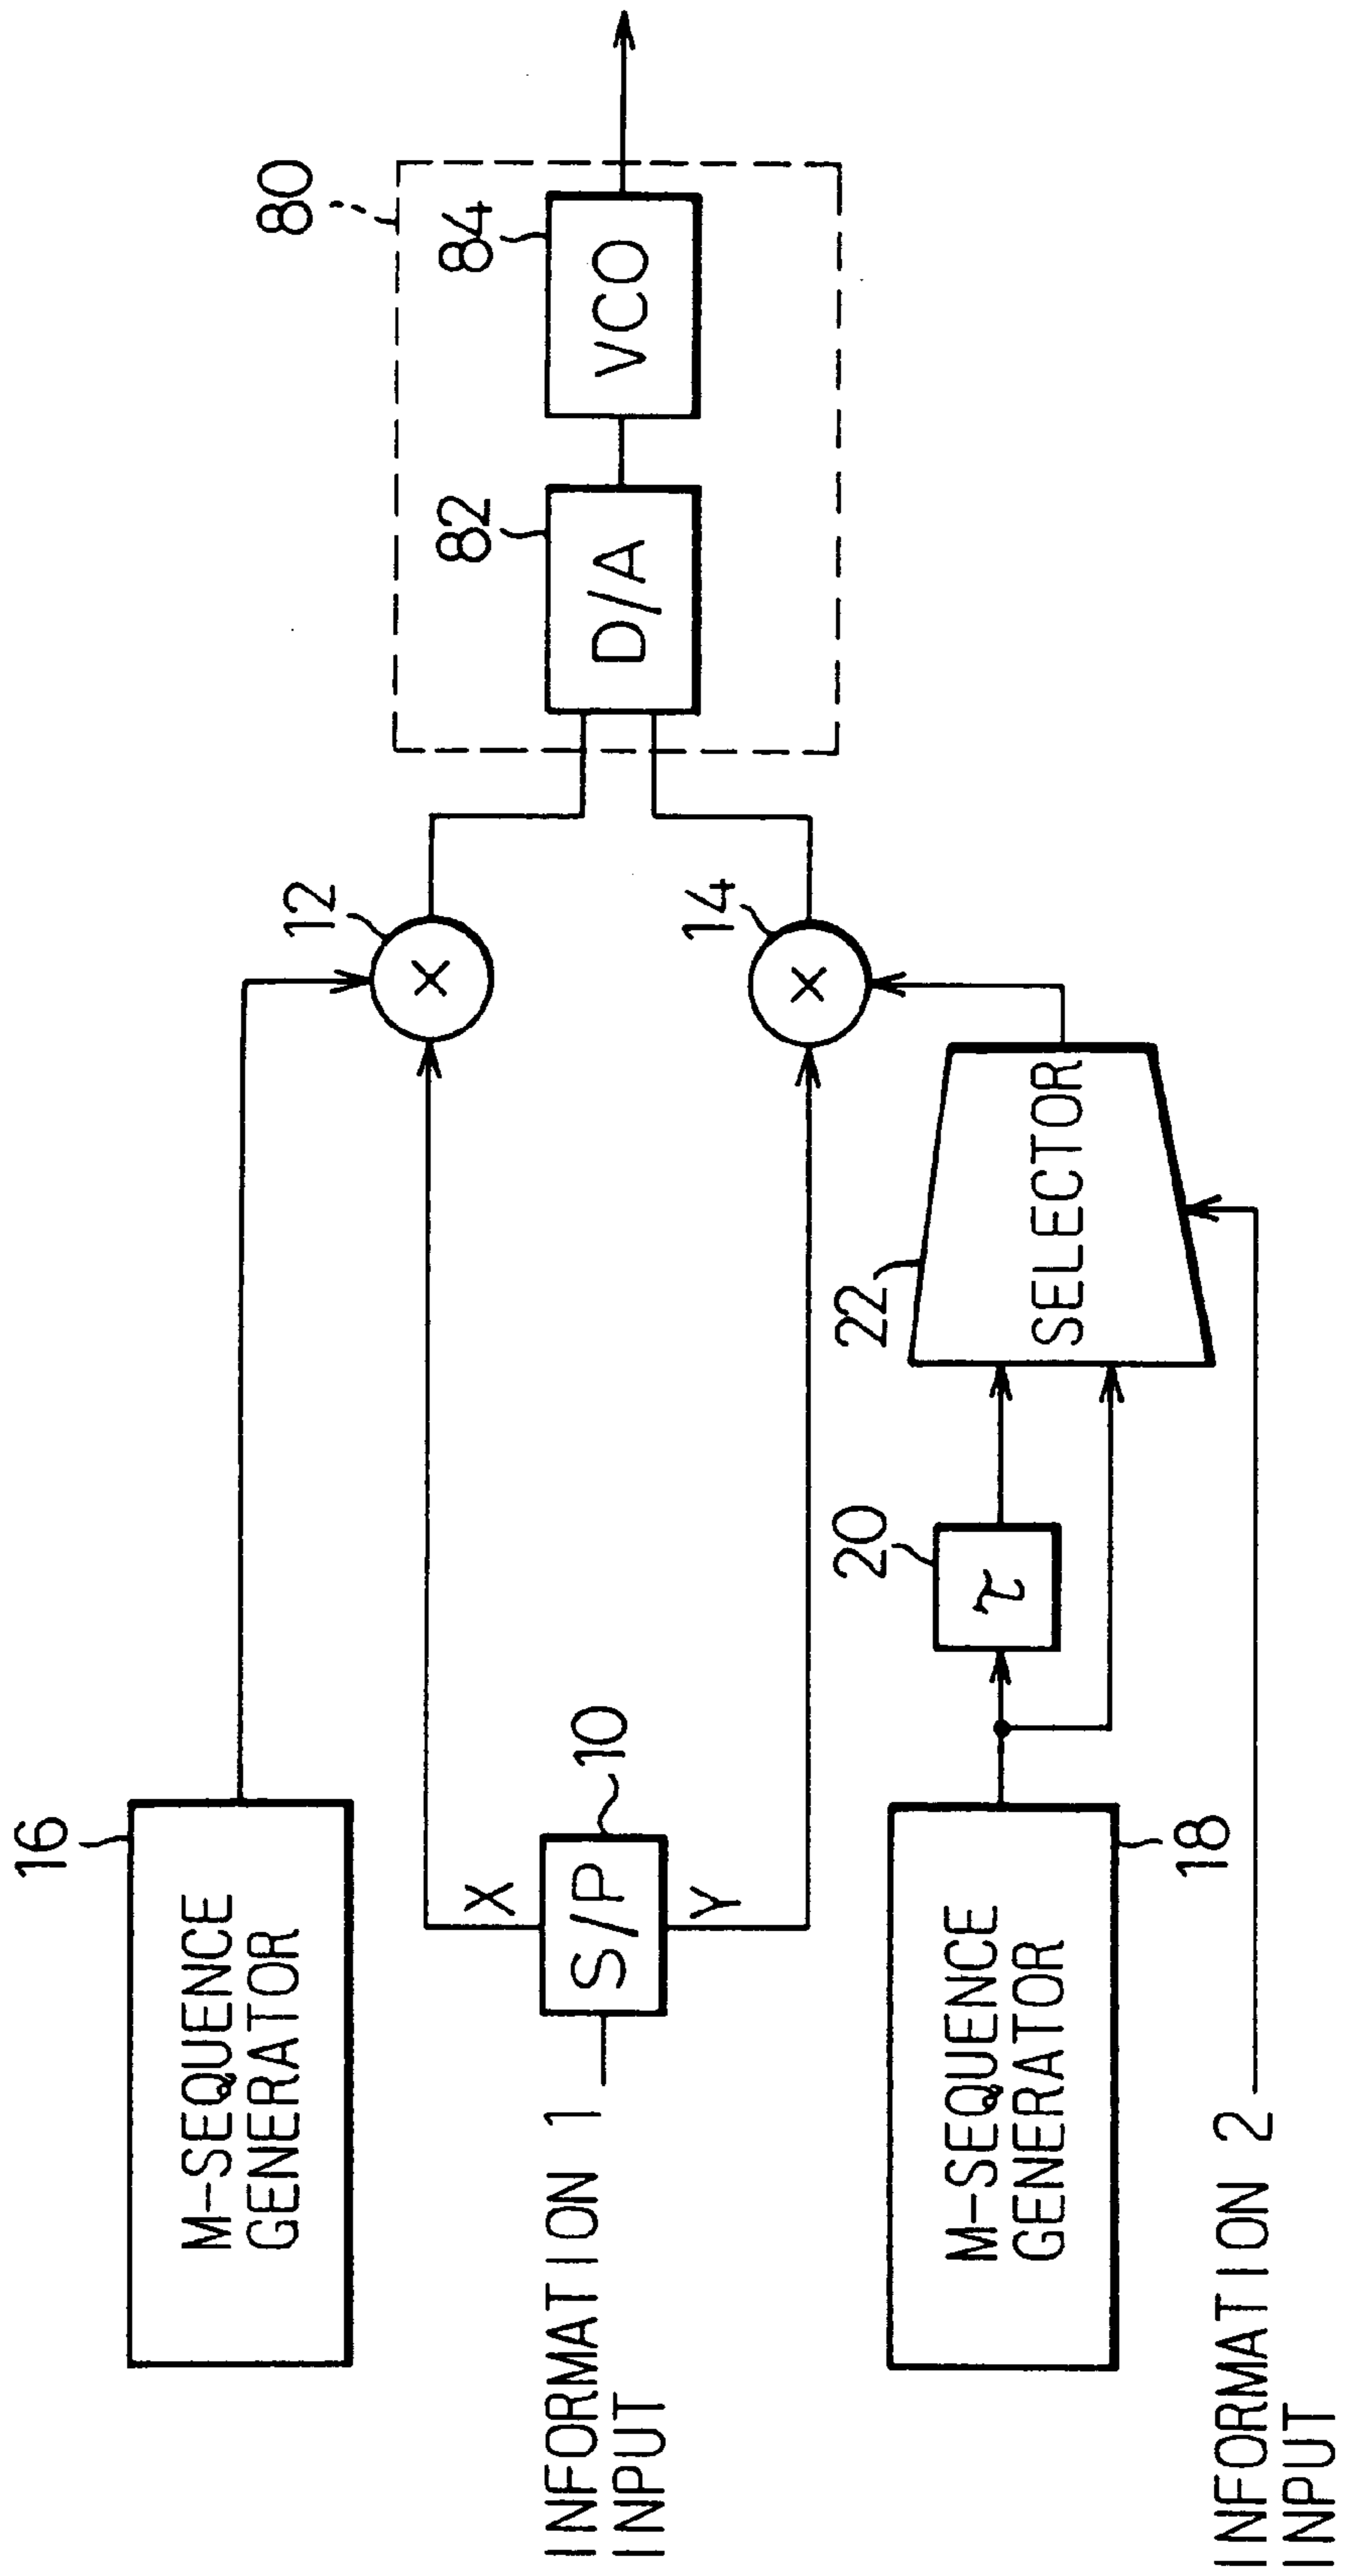 16
M-SEQUENCE
GENERATOR
12
×
80
82
D/A
84
VCO
INFORMATION 1
INPUT
S/P
10
X
Y
14
×
M-SEQUENCE
GENERATOR
18
20
τ
22
SELECTOR
INFORMATION 2
INPUT